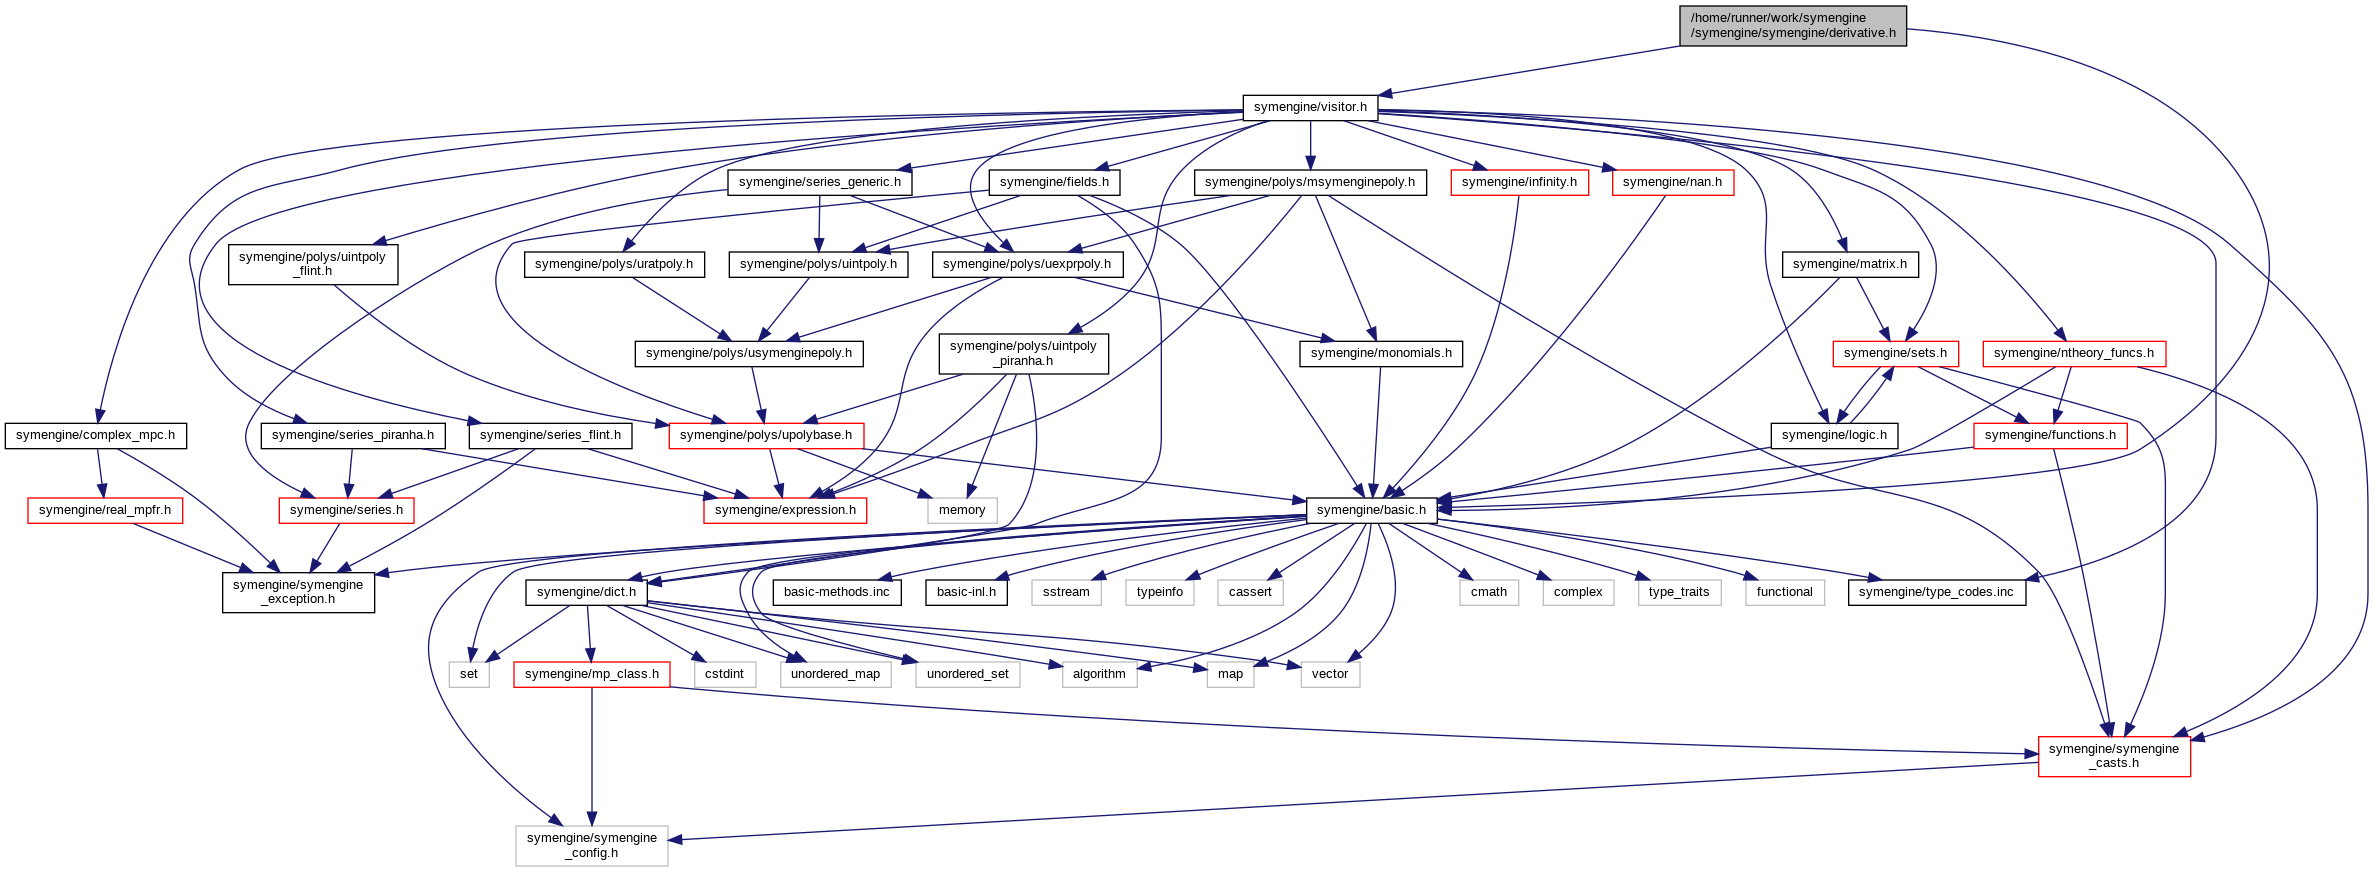 /home/runner/work/symengine
/symengine/symengine/derivative.h
symengine/visitor.h
symengine/series_generic.h
symengine/fields.h
symengine/polys/msymenginepoly.h
symengine/infinity.h
symengine/nan.h
symengine/polys/uintpoly
_flint.h
symengine/polys/uratpoly.h
symengine/polys/uintpoly.h
symengine/polys/uexprpoly.h
symengine/matrix.h
symengine/polys/usymenginepoly.h
symengine/polys/uintpoly
_piranha.h
symengine/monomials.h
symengine/sets.h
symengine/ntheory_funcs.h
symengine/complex_mpc.h
symengine/series_piranha.h
symengine/series_flint.h
symengine/polys/upolybase.h
symengine/logic.h
symengine/functions.h
symengine/real_mpfr.h
symengine/series.h
symengine/expression.h
memory
symengine/basic.h
symengine/symengine
_exception.h
symengine/dict.h
basic-methods.inc
basic-inl.h
sstream
typeinfo
cassert
cmath
complex
type_traits
functional
symengine/type_codes.inc
set
symengine/mp_class.h
cstdint
unordered_map
unordered_set
algorithm
map
vector
symengine/symengine
_casts.h
symengine/symengine
_config.h